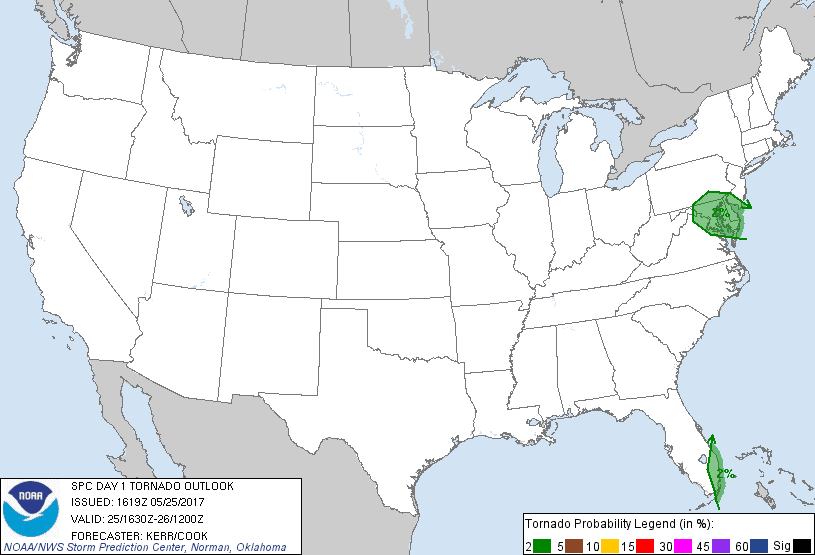 2%
2%
NOAA
SPC DAY 1 TORNADO OUTLOOK
ISSUED: 1619Z 05/25/2017
VALID: 25/1630Z-26/1200Z
FORECASTER: KERR/COOK
NOAA/NWS Storm Prediction Center, Norman, Oklahoma
Tornado Probability Legend (in %):
2 5 10 15 30 45 60 Sig